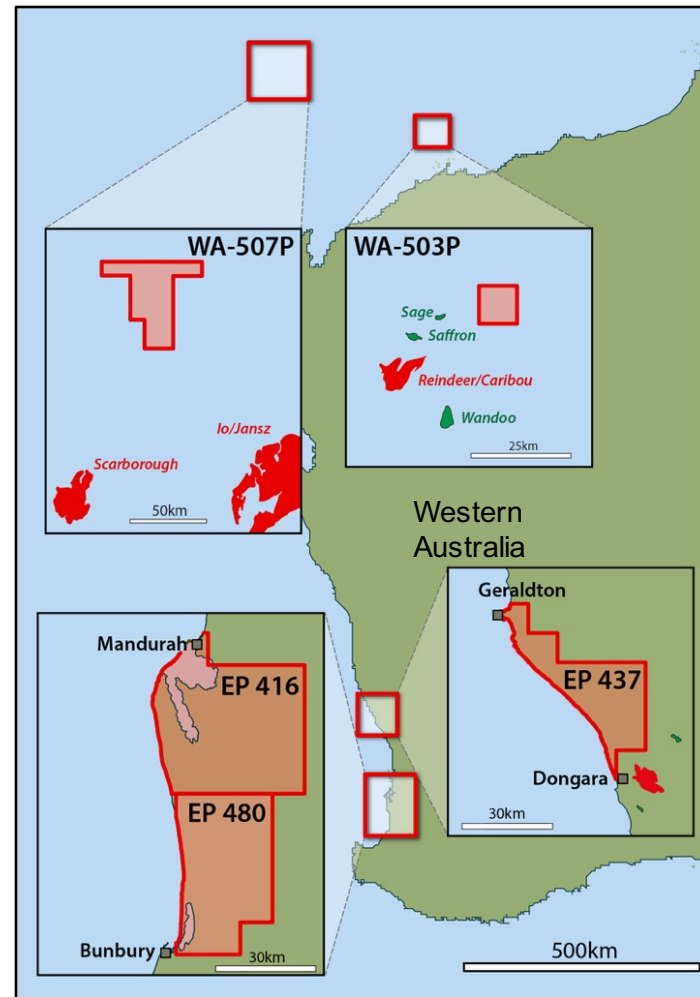 WA-507P
Scarborough
Io/Jansz
50km
WA-503P
Sage
Saffron
Reindeer/Caribou
Wandoo
25km
Western
Australia
Mandurah
EP 416
EP 480
Bunbury
30km
Geraldton
EP 437
Dongara
30km
500km